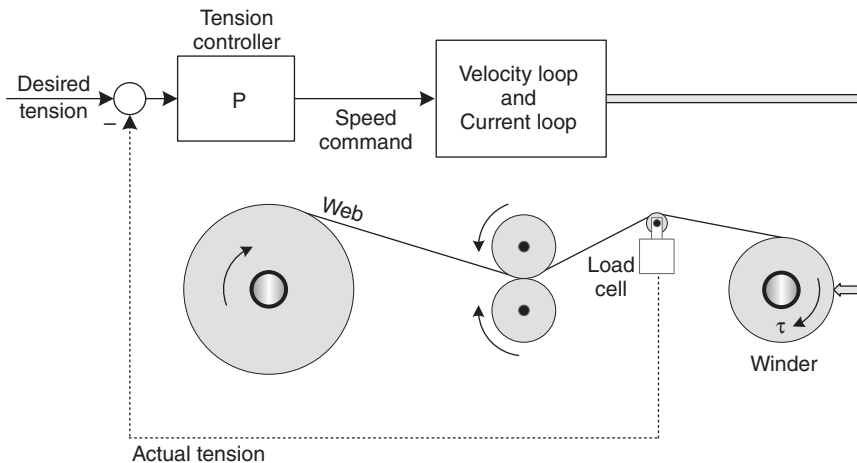 Tension
controller
Desired
tension
–
P
Speed
command
Velocity loop
and
Current loop
Web
Load
cell
τ
Winder
Actual tension